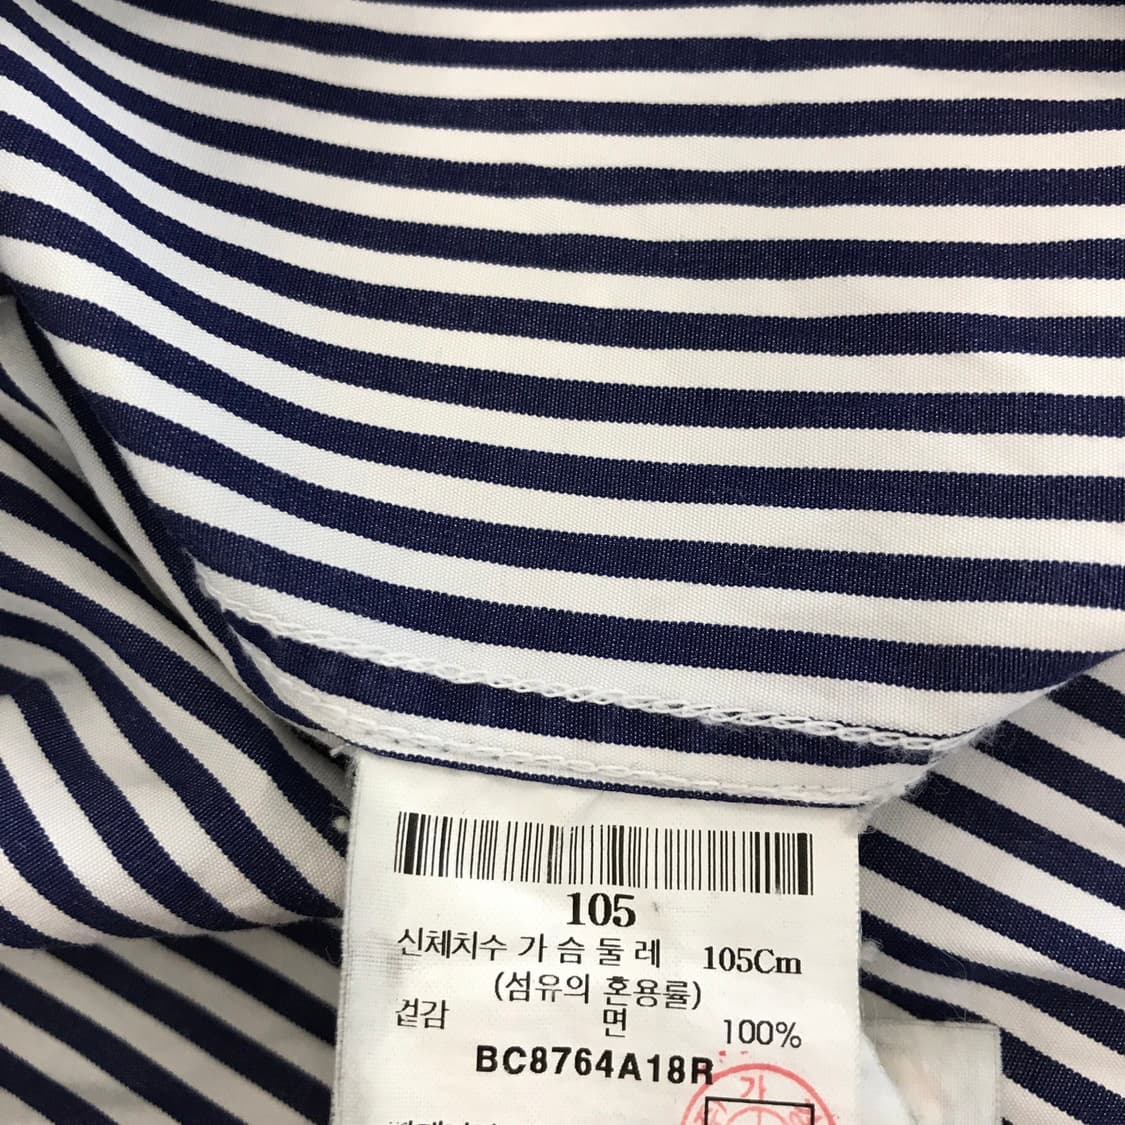 105
신체치수 가 슴 둘 레 105Cm
(섬유의 혼용률)
겉감 면 100%
BC8764A18R
가